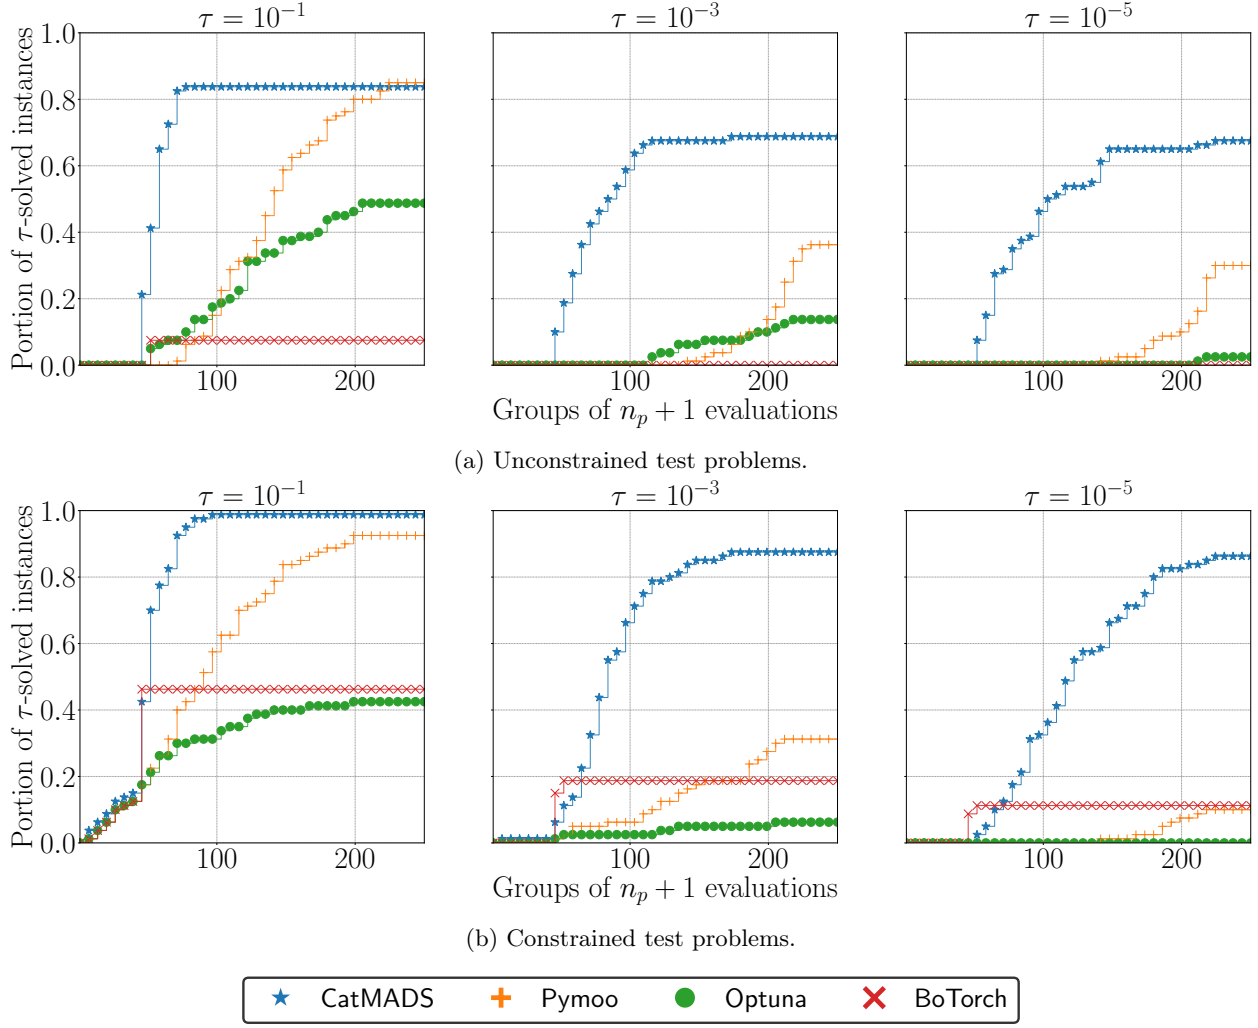 τ = 10⁻¹ τ = 10⁻³ τ = 10⁻⁵
Portion of τ-solved instances
1.0
0.8
0.6
0.4
0.2
0.0
100 200 100 200 100 200
Groups of nₚ + 1 evaluations
(a) Unconstrained test problems.
τ = 10⁻¹ τ = 10⁻³ τ = 10⁻⁵
Portion of τ-solved instances
1.0
0.8
0.6
0.4
0.2
0.0
100 200 100 200 100 200
Groups of nₚ + 1 evaluations
(b) Constrained test problems.
CatMADS Pymoo Optuna BoTorch